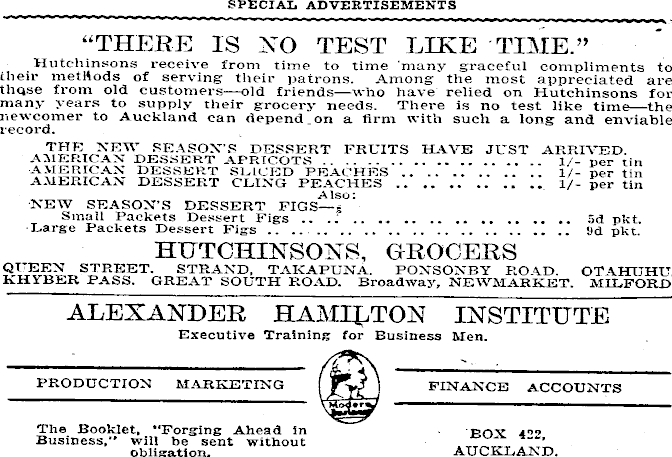 SPECIAL ADVERTISEMENTS
"THERE IS NO TEST LIKE TIME."
Hutchinsons receive from time to time many graceful compliments to
their methods of serving their patrons. Among the most appreciated are
those from old customers—old friends—who have relied on Hutchinsons for
many years to supply their grocery needs. There is no test like time—the
newcomer to Auckland can depend on a firm with such a long and enviable
record.
THE NEW SEASON'S DESSERT FRUITS HAVE JUST ARRIVED.
AMERICAN DESSERT APRICOTS .. .. .. .. .. .. .. .. .. 1/- per tin
AMERICAN DESSERT SLICED PEACHES .. .. .. .. .. .. 1/- per tin
AMERICAN DESSERT CLING PEACHES .. .. .. .. .. .. 1/- per tin
Also:
NEW SEASON'S DESSERT FIGS—
Small Packets Dessert Figs .. .. .. .. .. .. .. .. .. .. 5d pkt.
Large Packets Dessert Figs .. .. .. .. .. .. .. .. .. .. .. 9d pkt.
HUTCHINSONS, GROCERS
QUEEN STREET. STRAND, TAKAPUNA. PONSONBY ROAD. OTAHUHU
KHYBER PASS. GREAT SOUTH ROAD. Broadway, NEWMARKET. MILFORD
ALEXANDER HAMILTON INSTITUTE
Executive Training for Business Men.
PRODUCTION MARKETING
FINANCE ACCOUNTS
Modern
Business
The Booklet, "Forging Ahead in
Business," will be sent without
obligation.
BOX 422,
AUCKLAND.